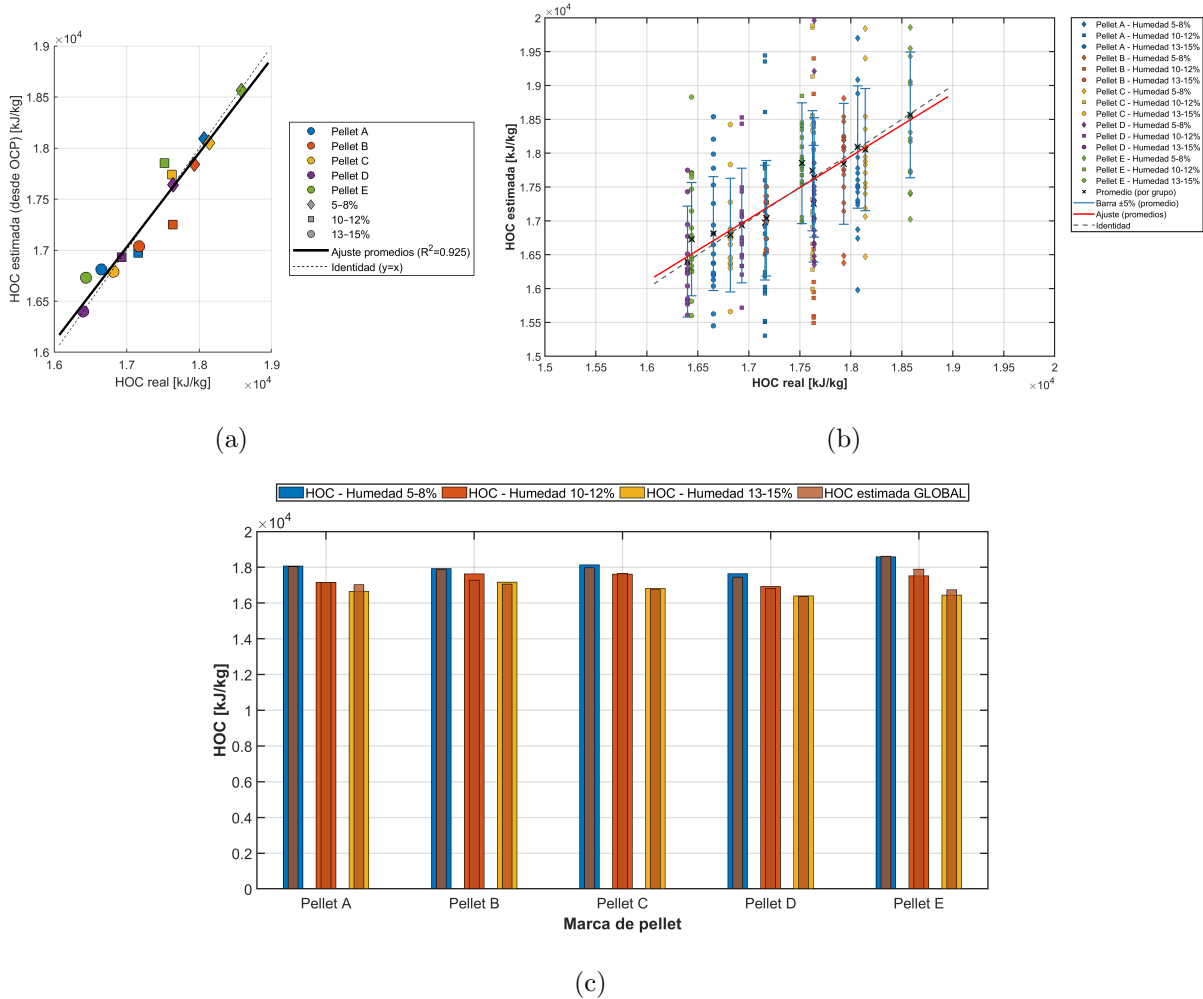 ×10⁴
1.9
1.85
1.8
1.75
1.7
1.65
1.6
HOC estimada (desde OCP) [kJ/kg]
1.6 1.7 1.8 1.9
HOC real [kJ/kg]
×10⁴
Pellet A
Pellet B
Pellet C
Pellet D
Pellet E
5–8%
10–12%
13–15%
Ajuste promedios (R²=0.925)
Identidad (y=x)
(a)
×10⁴
2
1.95
1.9
1.85
1.8
1.75
1.7
1.65
1.6
1.55
1.5
HOC estimada [kJ/kg]
1.5 1.55 1.6 1.65 1.7 1.75 1.8 1.85 1.9 1.95 2
HOC real [kJ/kg]
×10⁴
Pellet A - Humedad 5-8%
Pellet A - Humedad 10-12%
Pellet A - Humedad 13-15%
Pellet B - Humedad 5-8%
Pellet B - Humedad 10-12%
Pellet B - Humedad 13-15%
Pellet C - Humedad 5-8%
Pellet C - Humedad 10-12%
Pellet C - Humedad 13-15%
Pellet D - Humedad 5-8%
Pellet D - Humedad 10-12%
Pellet D - Humedad 13-15%
Pellet E - Humedad 5-8%
Pellet E - Humedad 10-12%
Pellet E - Humedad 13-15%
Promedio (por grupo)
Barra ±5% (promedio)
Ajuste (promedios)
Identidad
(b)
HOC - Humedad 5-8% HOC - Humedad 10-12% HOC - Humedad 13-15% HOC estimada GLOBAL
×10⁴
2
1.8
1.6
1.4
1.2
1
0.8
0.6
0.4
0.2
0
HOC [kJ/kg]
Pellet A Pellet B Pellet C Pellet D Pellet E
Marca de pellet
(c)